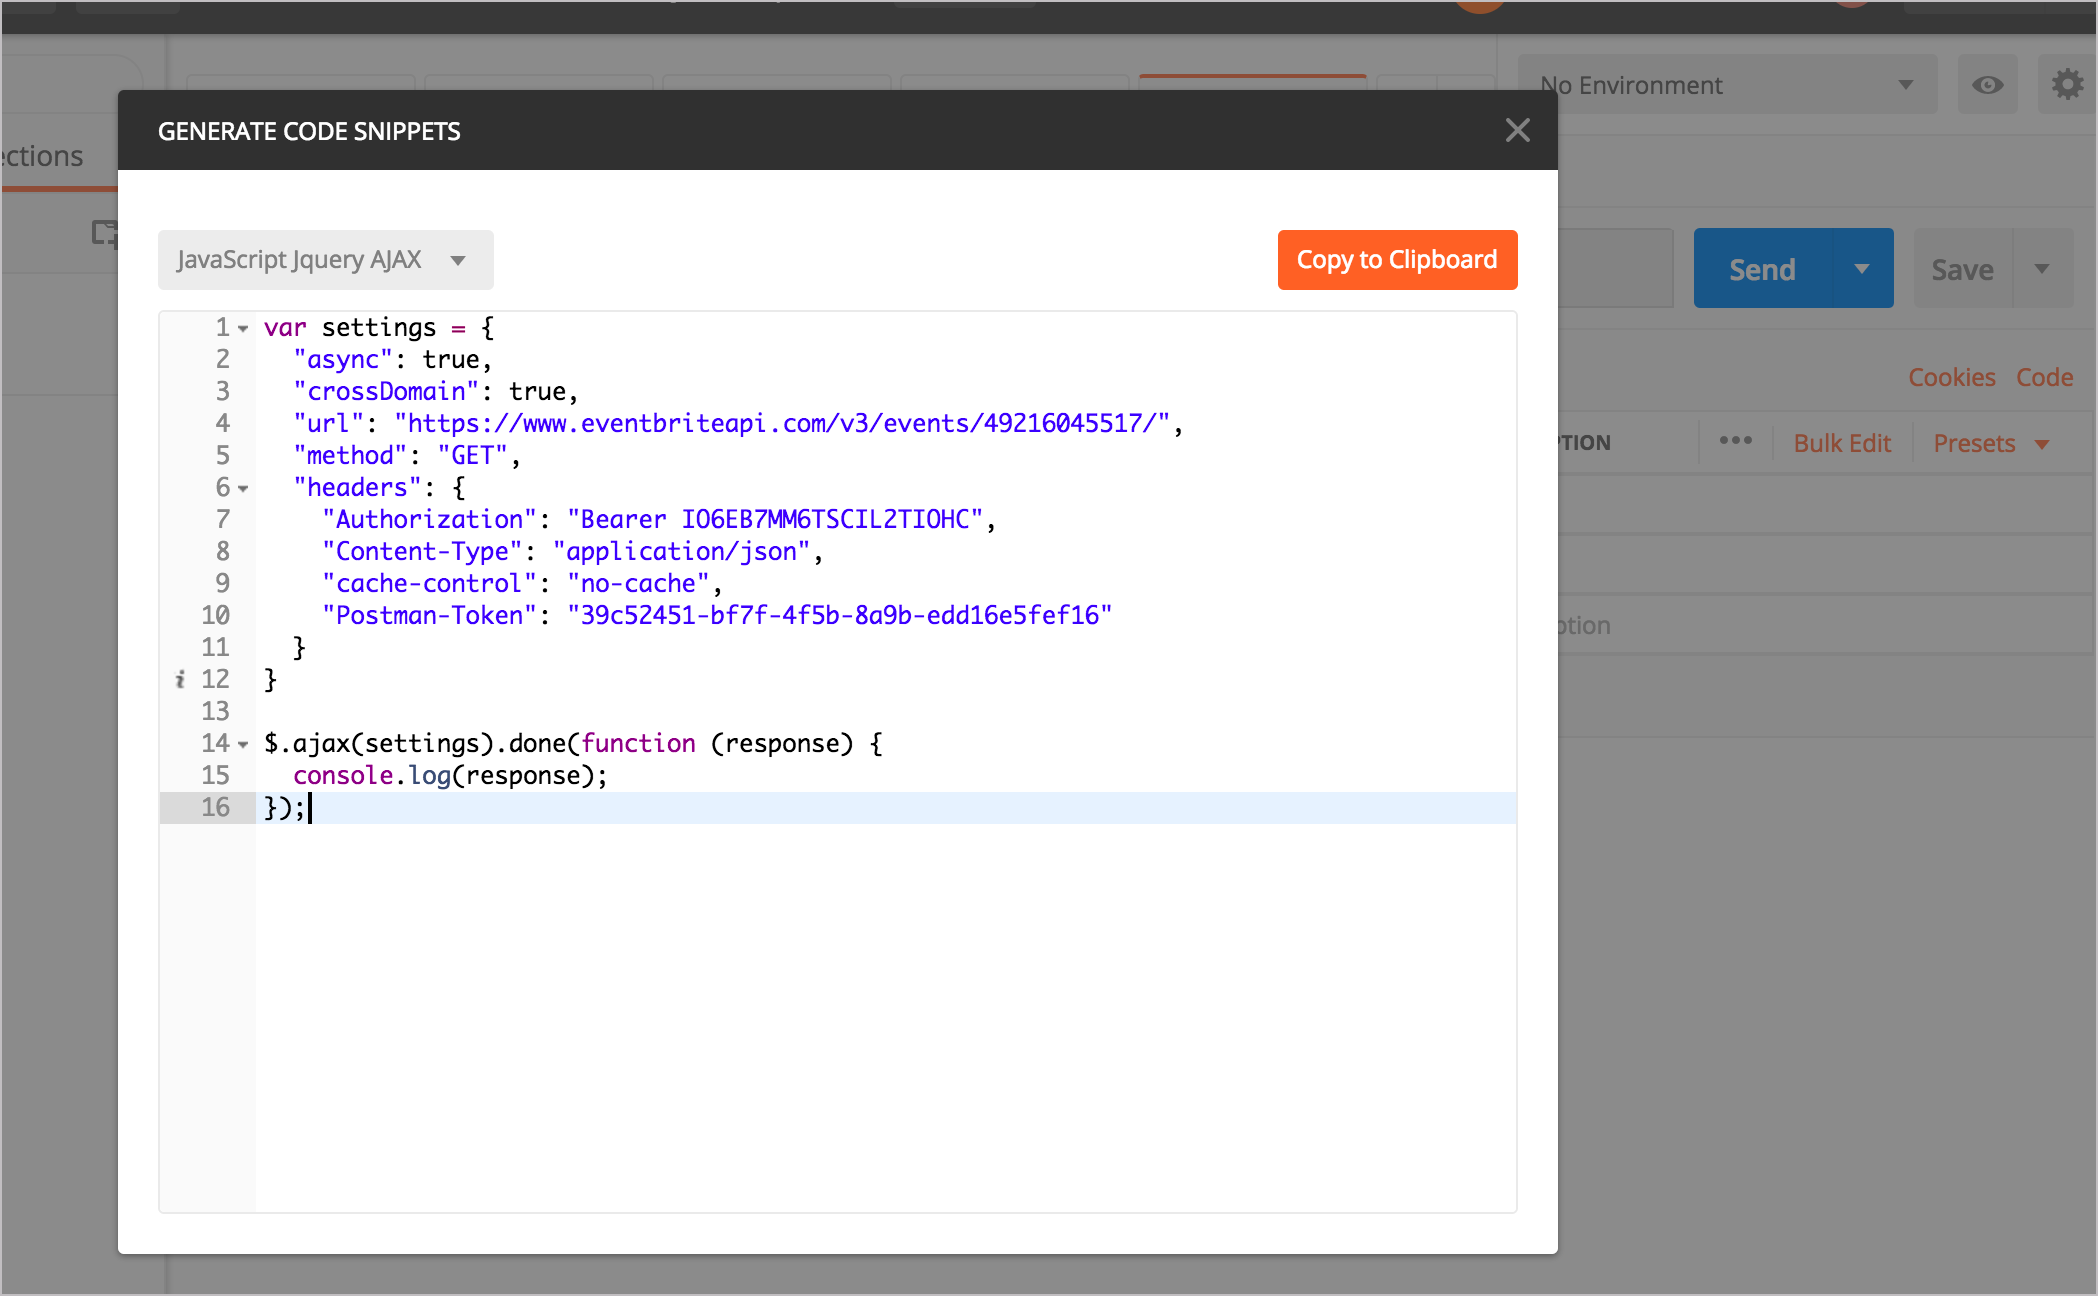 No Environment
GENERATE CODE SNIPPETS
ections
JavaScript Jquery AJAX
Copy to Clipboard
Send
Save
Cookies Code
PTION
Bulk Edit
Presets
ption
1 var settings = {
2 "async": true,
3 "crossDomain": true,
4 "url": "https://www.eventbriteapi.com/v3/events/49216045517/",
5 "method": "GET",
6 "headers": {
7 "Authorization": "Bearer IO6EB7MM6TSCIL2TIOHC",
8 "Content-Type": "application/json",
9 "cache-control": "no-cache",
10 "Postman-Token": "39c52451-bf7f-4f5b-8a9b-edd16e5fef16"
11 }
i 12 }
13
14 $.ajax(settings).done(function (response) {
15 console.log(response);
16 });